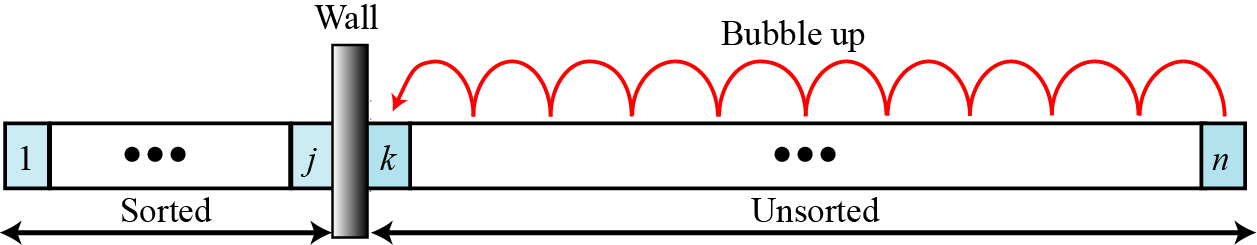 Wall
Bubble up
1 ••• j k ••• n
Sorted Unsorted